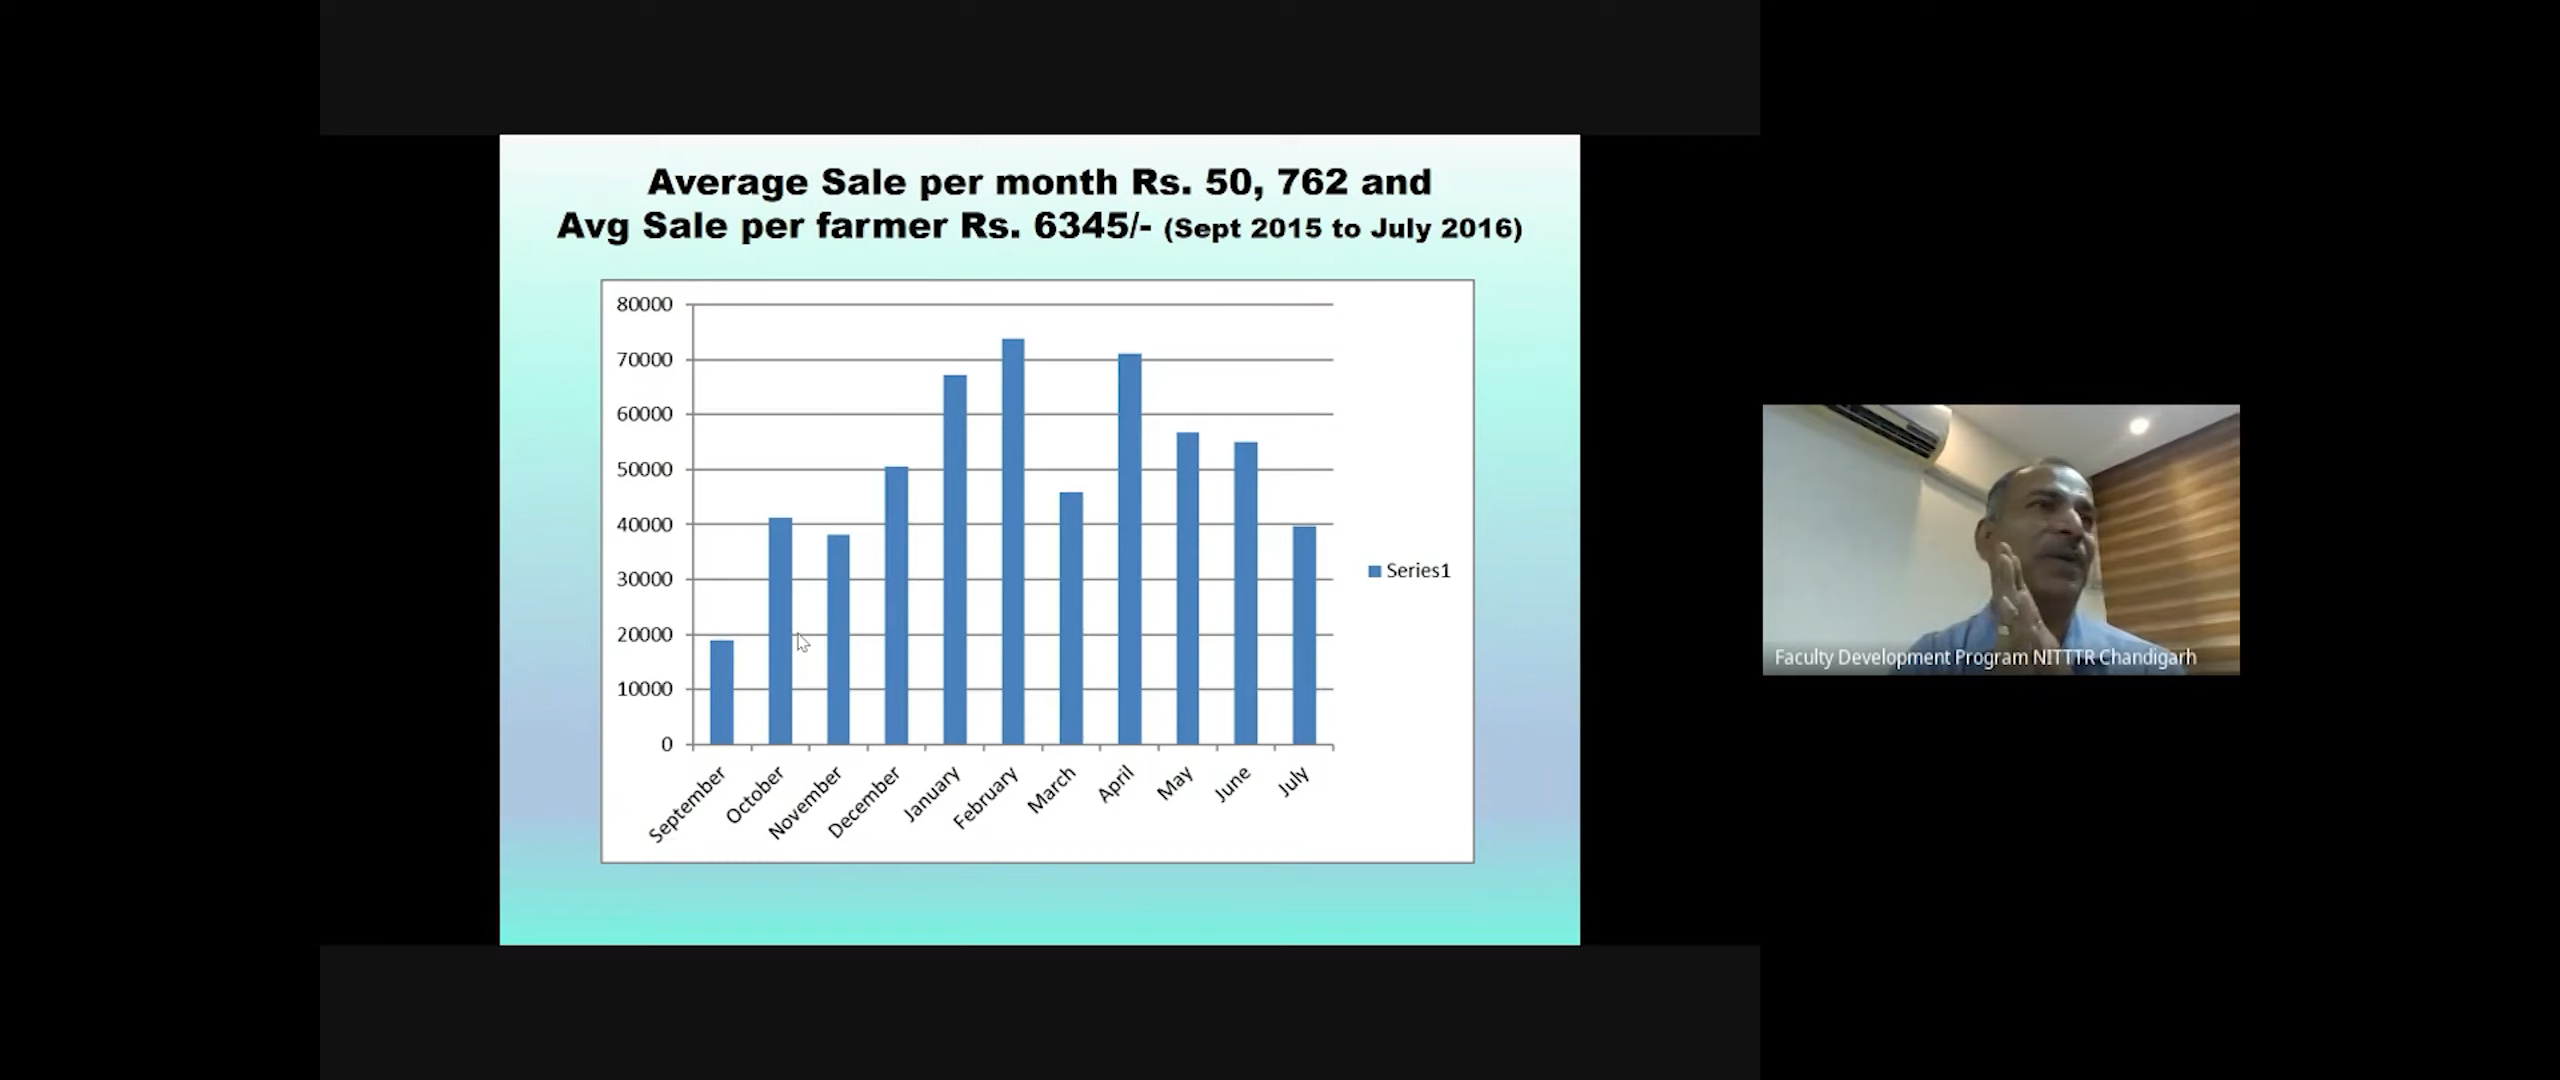 Average Sale per month Rs. 50, 762 and
Avg Sale per farmer Rs. 6345/- (Sept 2015 to July 2016)
80000
70000
60000
50000
40000
30000
20000
10000
0
September
October
November
December
January
February
March
April
May
June
July
Series1
Faculty Development Program NITTTR Chandigarh